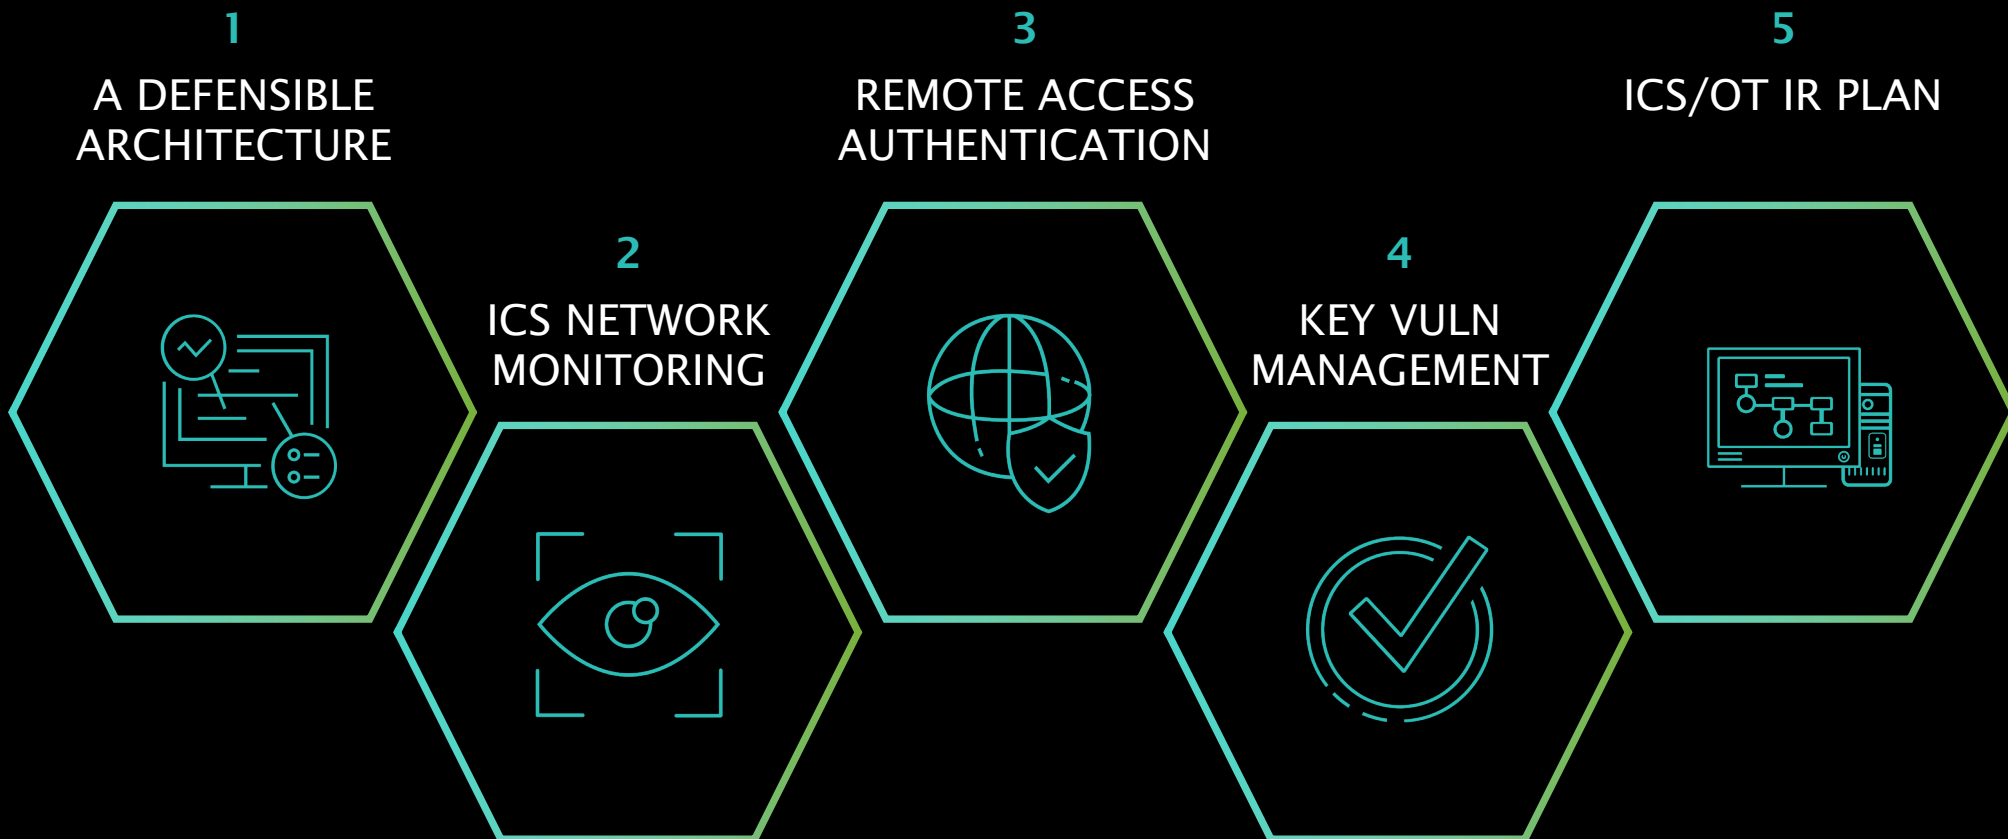 1
A DEFENSIBLE
ARCHITECTURE
2
ICS NETWORK
MONITORING
3
REMOTE ACCESS
AUTHENTICATION
4
KEY VULN
MANAGEMENT
5
ICS/OT IR PLAN